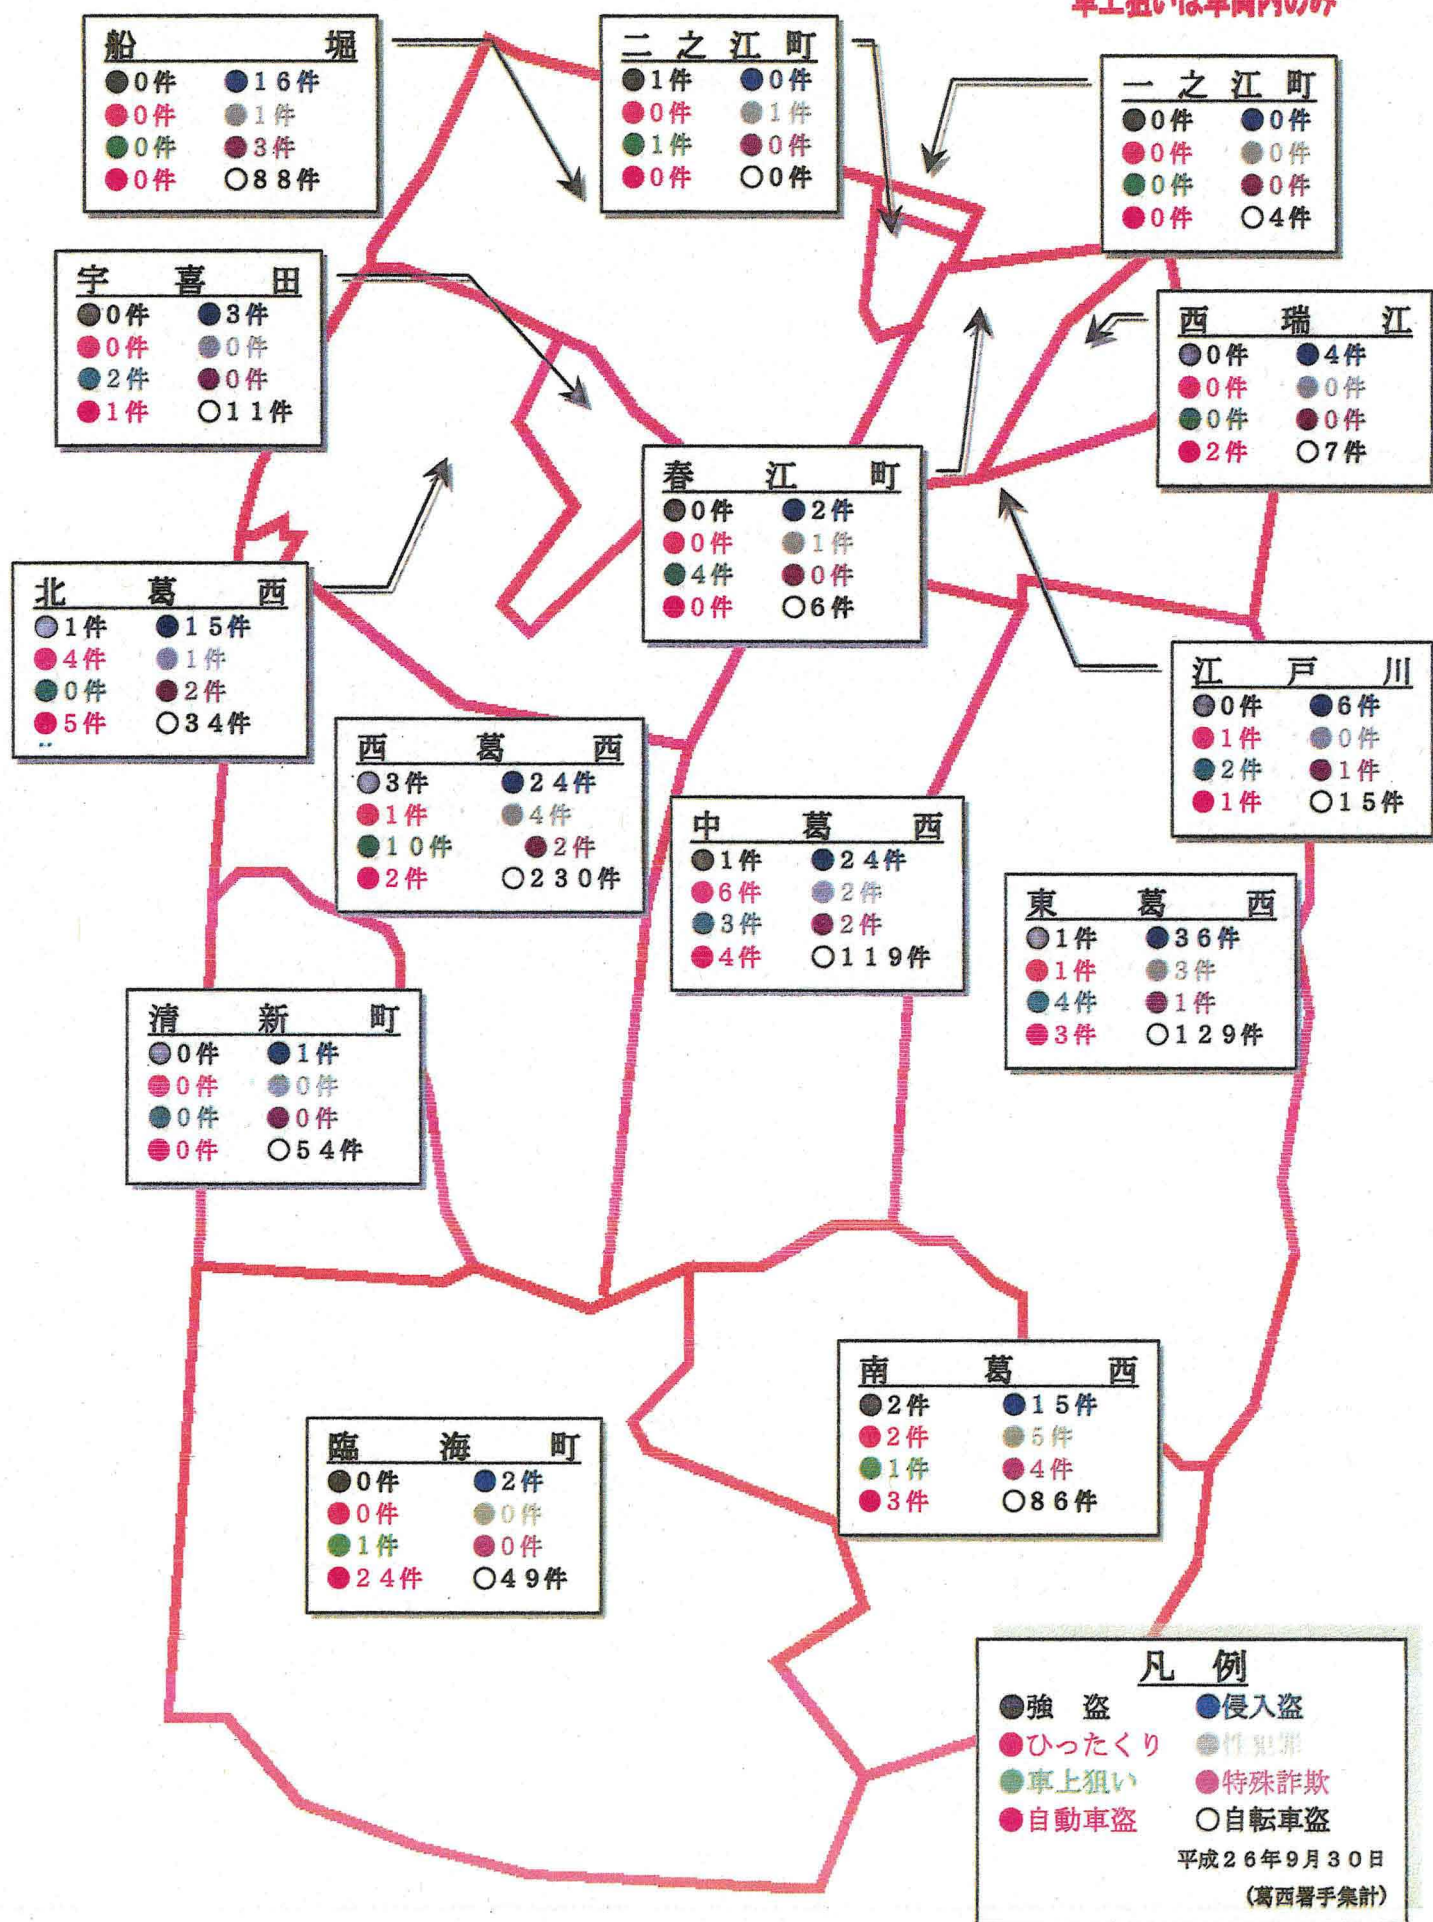 車上狙いは車両内のみ
船堀
●0件 ●16件
●0件 ●1件
●0件 ●3件
●0件 ○88件
二之江町
●1件 ●0件
●0件 ●1件
●1件 ●0件
●0件 ○0件
一之江町
●0件 ●0件
●0件 ●0件
●0件 ●0件
●0件 ○4件
宇喜田
●0件 ●3件
●0件 ●0件
●2件 ●0件
●1件 ○11件
西瑞江
●0件 ●4件
●0件 ●0件
●0件 ●0件
●2件 ○7件
春江町
●0件 ●2件
●0件 ●1件
●4件 ●0件
●0件 ○6件
北葛西
●1件 ●15件
●4件 ●1件
●0件 ●2件
●5件 ○34件
江戸川
●0件 ●6件
●1件 ●0件
●2件 ●1件
●1件 ○15件
西葛西
●3件 ●24件
●1件 ●4件
●10件 ●2件
●2件 ○230件
中葛西
●1件 ●24件
●6件 ●2件
●3件 ●2件
●4件 ○119件
東葛西
●1件 ●36件
●1件 ●3件
●4件 ●1件
●3件 ○129件
清新町
●0件 ●1件
●0件 ●0件
●0件 ●0件
●0件 ○54件
南葛西
●2件 ●15件
●2件 ●5件
●1件 ●4件
●3件 ○86件
臨海町
●0件 ●2件
●0件 ●0件
●1件 ●0件
●24件 ○49件
凡例
●強盗 ●侵入盗
●ひったくり ●性犯罪
●車上狙い ●特殊詐欺
●自動車盗 ○自転車盗
平成26年9月30日
(葛西署手集計)